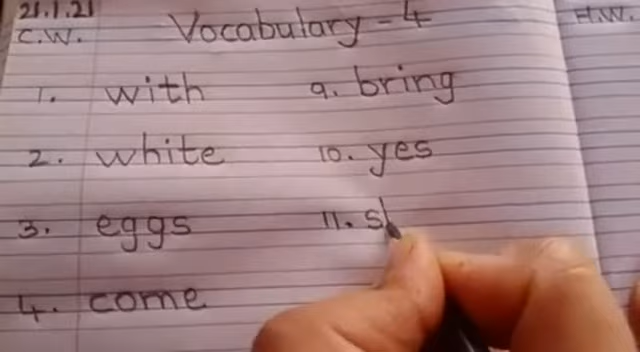 21.1.21
C.W. Vocabulary - 4 H.W.
1. with 9. bring
2. white 10. yes
3. eggs 11. s
4. come